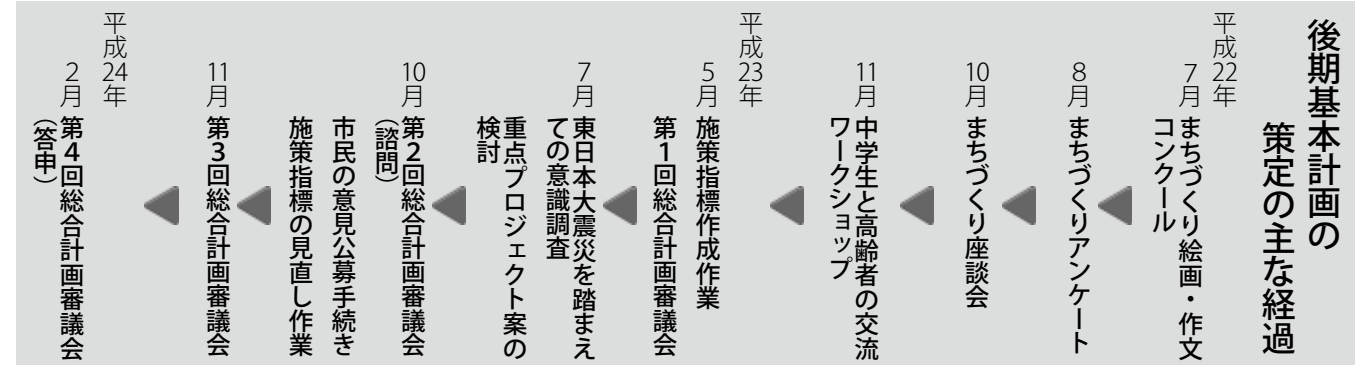 後期基本計画の
策定の主な経過
平成22年
7月
まちづくり絵画・作文
コンクール
8月
まちづくりアンケート
10月
まちづくり座談会
11月
中学生と高齢者の交流
ワークショップ
平成23年
5月
施策指標作成作業
第1回総合計画審議会
7月
東日本大震災を踏まえ
ての意識調査
重点プロジェクト案の
検討
10月
第2回総合計画審議会
（諮問）
市民の意見公募手続き
施策指標の見直し作業
11月
第3回総合計画審議会
平成24年
2月
第4回総合計画審議会
（答申）